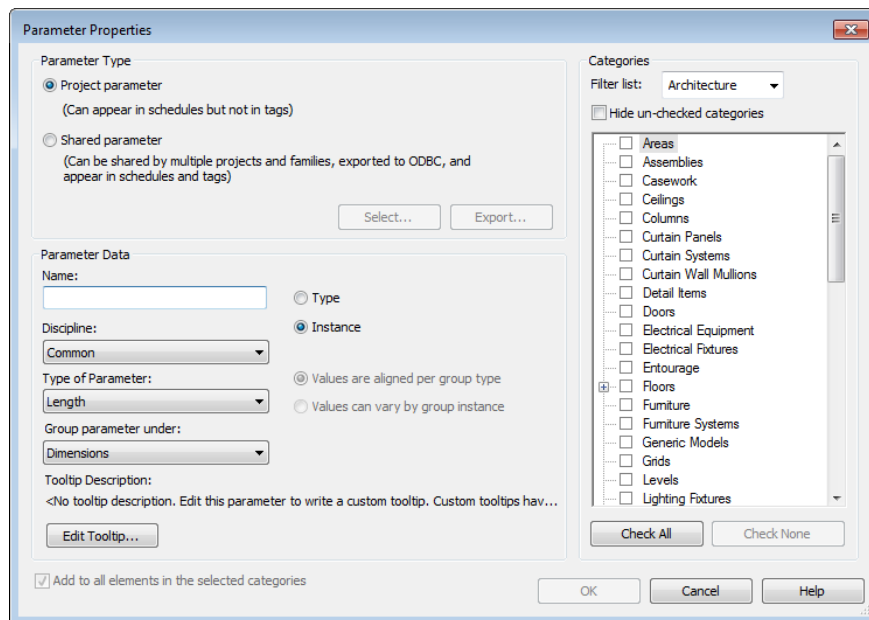 Parameter Properties
Parameter Type
Project parameter
(Can appear in schedules but not in tags)
Shared parameter
(Can be shared by multiple projects and families, exported to ODBC, and
appear in schedules and tags)
Select...
Export...
Parameter Data
Name:
Type
Discipline:
Instance
Common
Type of Parameter:
Values are aligned per group type
Length
Values can vary by group instance
Group parameter under:
Dimensions
Tooltip Description:
<No tooltip description. Edit this parameter to write a custom tooltip. Custom tooltips hav...
Edit Tooltip...
Add to all elements in the selected categories
Categories
Filter list:
Architecture
Hide un-checked categories
Areas
Assemblies
Casework
Ceilings
Columns
Curtain Panels
Curtain Systems
Curtain Wall Mullions
Detail Items
Doors
Electrical Equipment
Electrical Fixtures
Entourage
Floors
Furniture
Furniture Systems
Generic Models
Grids
Levels
Lighting Fixtures
Check All
Check None
OK
Cancel
Help